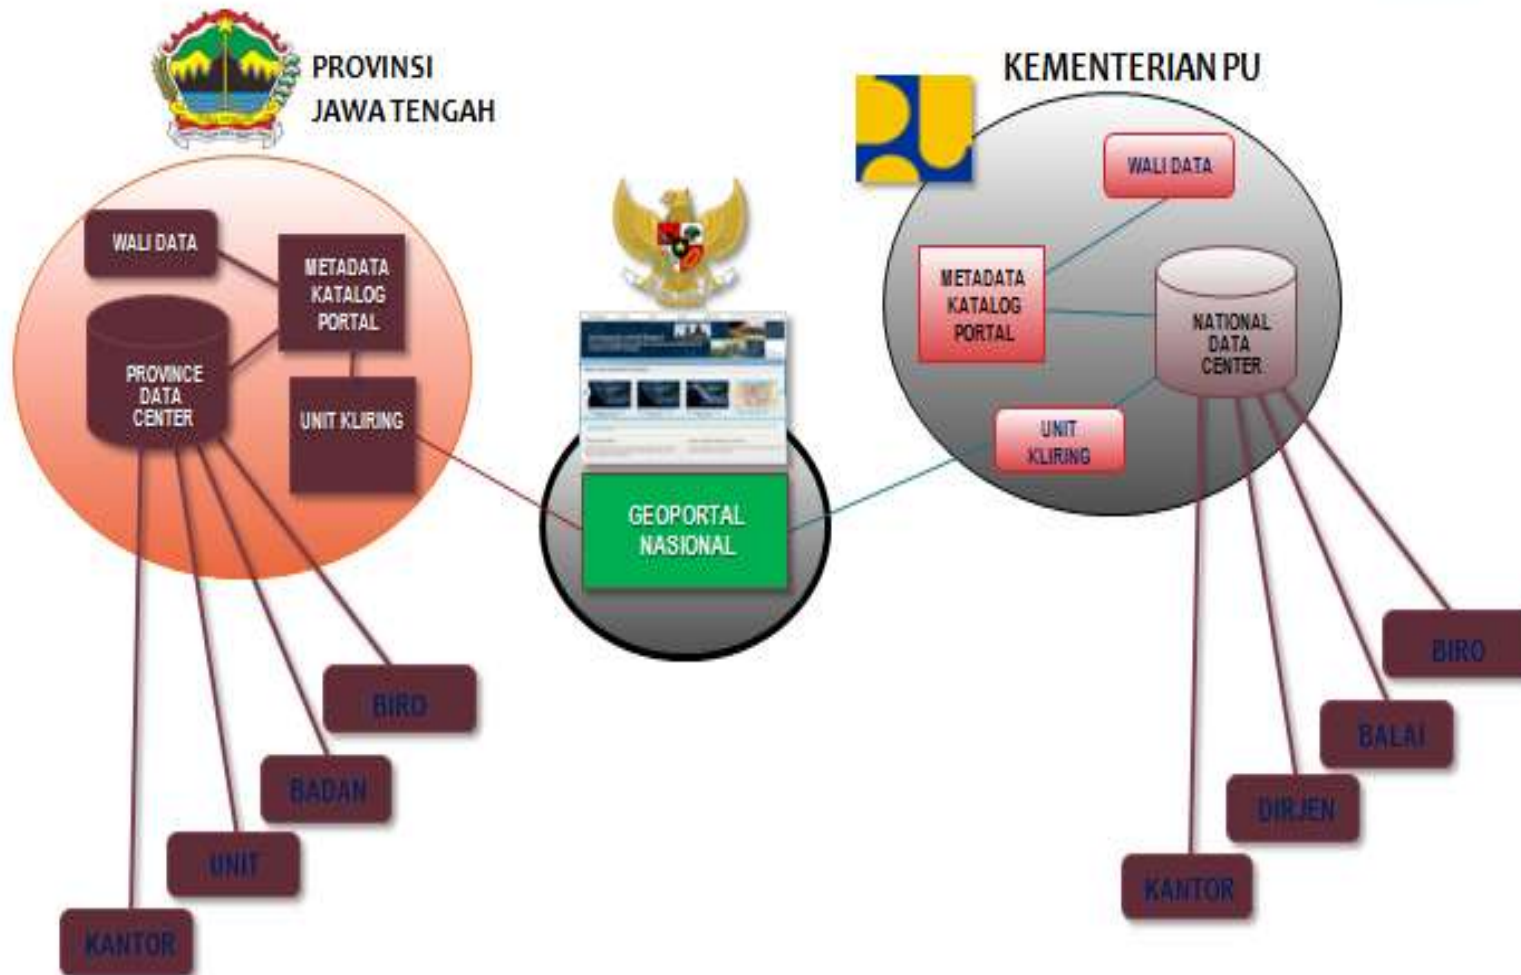 PROVINSI
JAWA TENGAH
WALI DATA
METADATA
KATALOG
PORTAL
PROVINCE
DATA
CENTER
UNIT KLIRING
KANTOR
UNIT
BADAN
BIRO
GEOPORTAL
NASIONAL
KEMENTERIAN PU
WALI DATA
METADATA
KATALOG
PORTAL
NATIONAL
DATA
CENTER
UNIT
KLIRING
KANTOR
DIRJEN
BALAI
BIRO